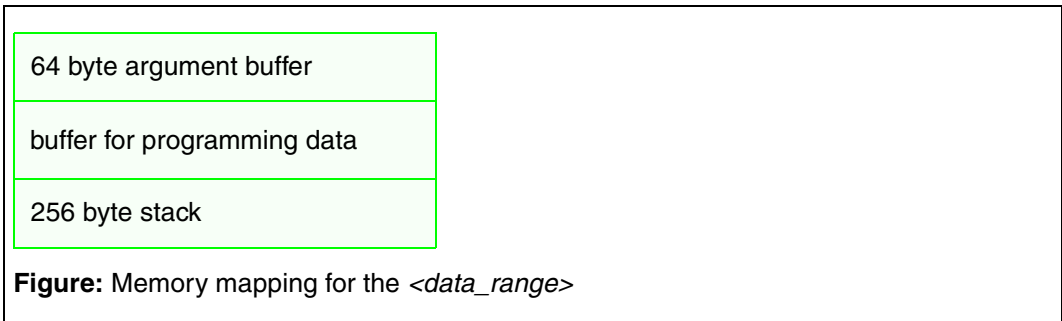 64 byte argument buffer
buffer for programming data
256 byte stack
Figure: Memory mapping for the <data_range>